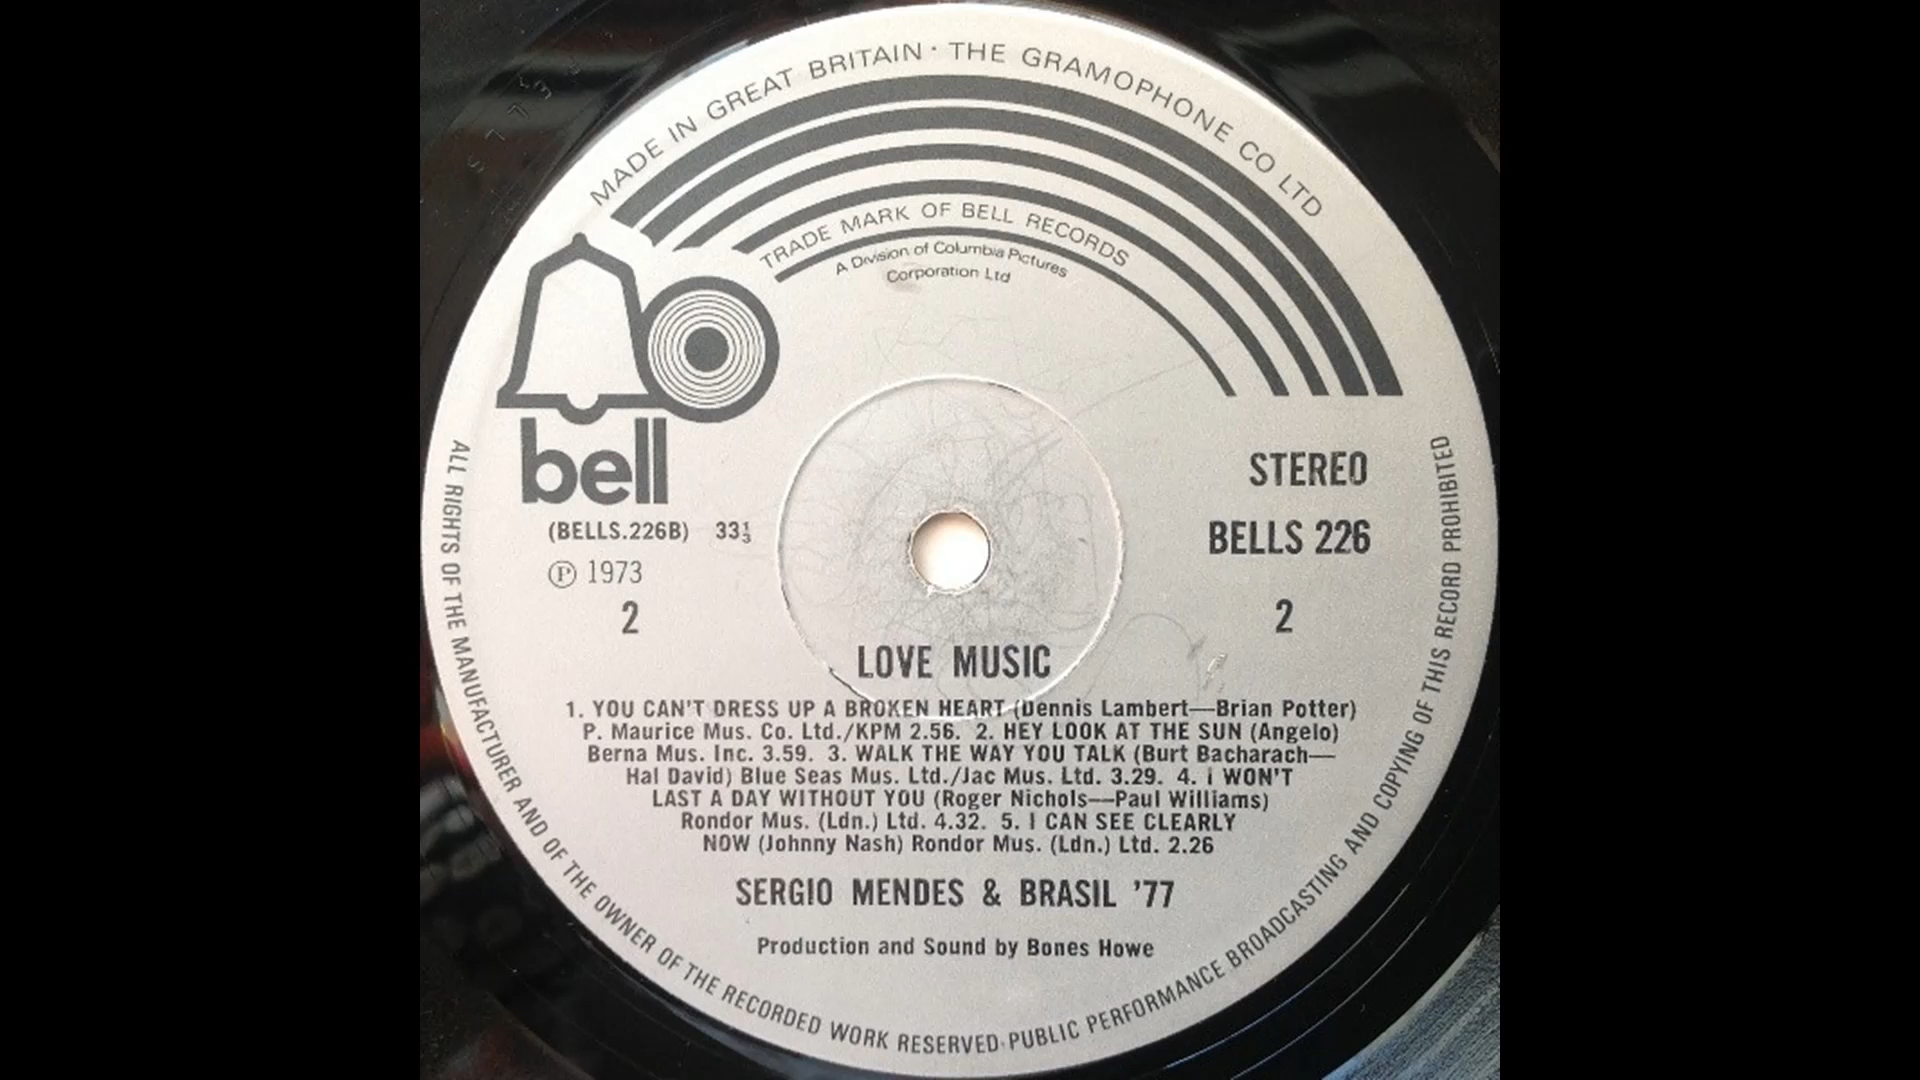 MADE IN GREAT BRITAIN · THE GRAMOPHONE CO LTD
TRADE MARK OF BELL RECORDS
A Division of Columbia Pictures
Corporation Ltd
bell
STEREO
(BELLS.226B) 33⅓
BELLS 226
Ⓟ 1973
2
2
LOVE MUSIC
1. YOU CAN'T DRESS UP A BROKEN HEART (Dennis Lambert—Brian Potter)
P. Maurice Mus. Co. Ltd./KPM 2.56. 2. HEY LOOK AT THE SUN (Angelo)
Berna Mus. Inc. 3.59. 3. WALK THE WAY YOU TALK (Burt Bacharach—
Hal David) Blue Seas Mus. Ltd./Jac Mus. Ltd. 3.29. 4. I WON'T
LAST A DAY WITHOUT YOU (Roger Nichols—Paul Williams)
Rondor Mus. (Ldn.) Ltd. 4.32. 5. I CAN SEE CLEARLY
NOW (Johnny Nash) Rondor Mus. (Ldn.) Ltd. 2.26
SERGIO MENDES & BRASIL '77
Production and Sound by Bones Howe
ALL RIGHTS OF THE MANUFACTURER AND OF THE OWNER OF THE RECORDED WORK RESERVED·PUBLIC PERFORMANCE BROADCASTING AND COPYING OF THIS RECORD PROHIBITED